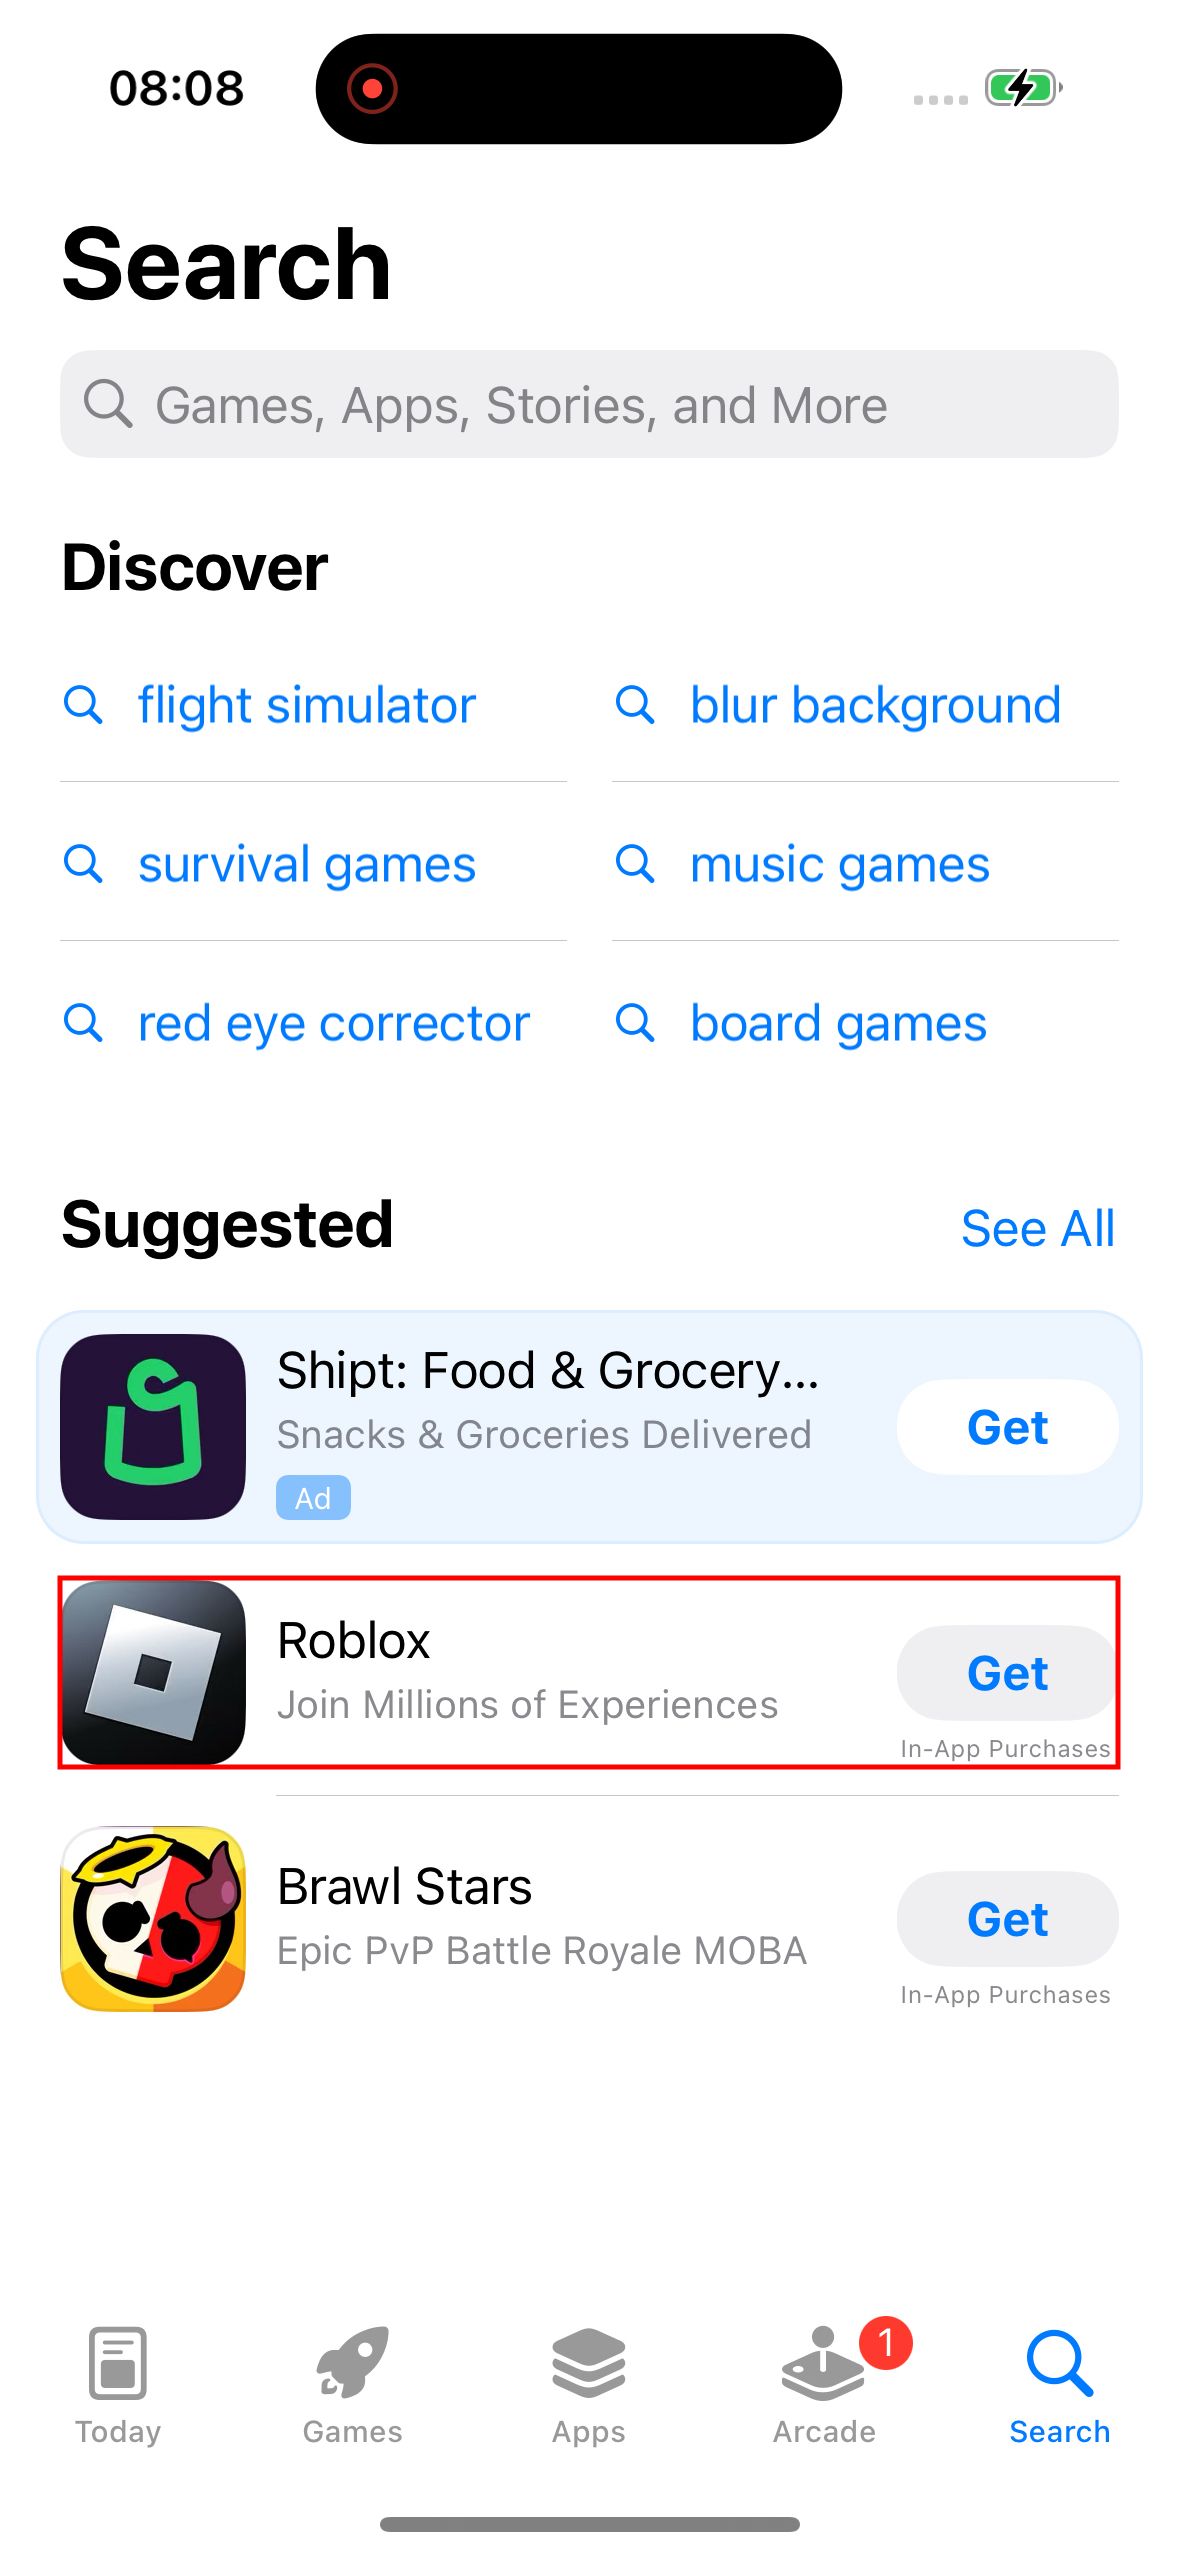 08:08
Search
Games, Apps, Stories, and More
Discover
flight simulator
blur background
survival games
music games
red eye corrector
board games
Suggested
See All
Shipt: Food & Grocery...
Snacks & Groceries Delivered
Ad
Get
Roblox
Join Millions of Experiences
Get
In-App Purchases
Brawl Stars
Epic PvP Battle Royale MOBA
Get
In-App Purchases
1
Today
Games
Apps
Arcade
Search